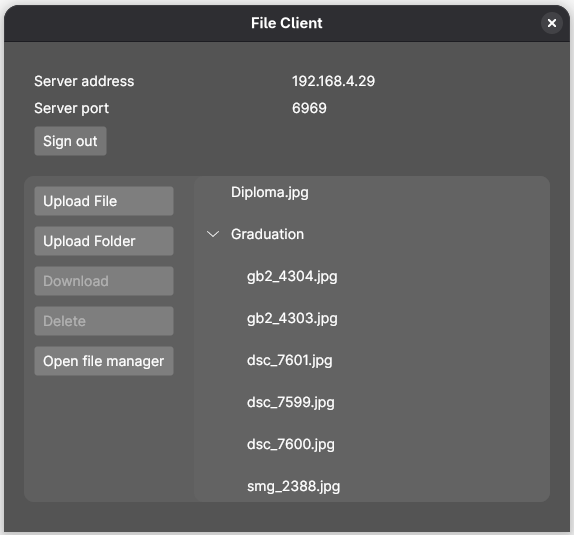 File Client
Server address 192.168.4.29
Server port 6969
Sign out
Upload File
Upload Folder
Download
Delete
Open file manager
Diploma.jpg
Graduation
gb2_4304.jpg
gb2_4303.jpg
dsc_7601.jpg
dsc_7599.jpg
dsc_7600.jpg
smg_2388.jpg